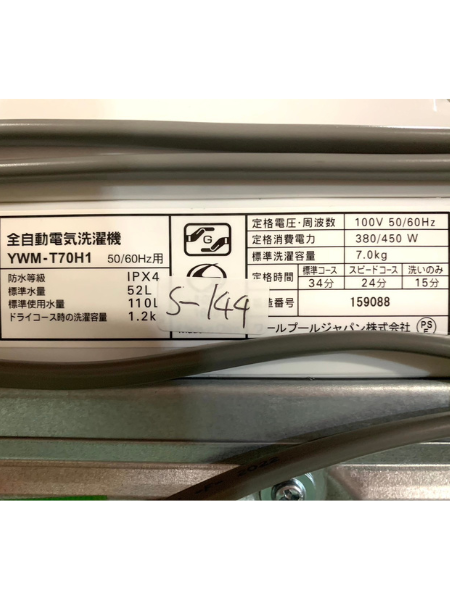 全自動電気洗濯機
YWM-T70H1 50/60Hz用
防水等級 IPX4
標準水量 52L
標準使用水量 110L
ドライコース時の洗濯容量 1.2k
G
S-144
定格電圧・周波数 100V 50/60Hz
定格消費電力 380/450 W
標準洗濯容量 7.0kg
定格時間 標準コース スピードコース 洗いのみ
34分 24分 15分
番号 159088
ールプールジャパン株式会社
PS
E
2022